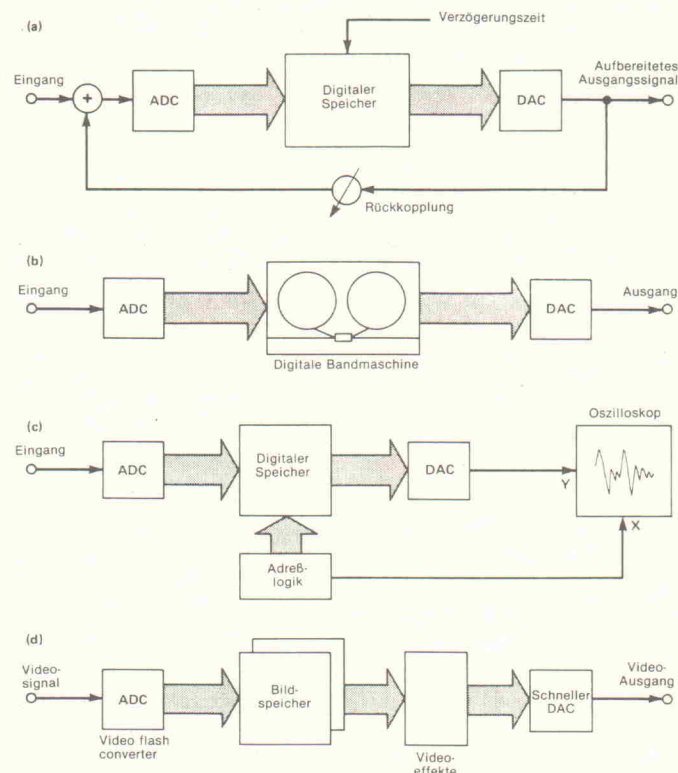 (a)
Verzögerungszeit
Eingang
+
ADC
Digitaler
Speicher
DAC
Aufbereitetes
Ausgangssignal
Rückkopplung
(b)
Eingang
ADC
Digitale Bandmaschine
DAC
Ausgang
(c)
Eingang
ADC
Digitaler
Speicher
DAC
Oszilloskop
Y
X
Adreß-
logik
(d)
Video-
signal
ADC
Video flash
converter
Bild-
speicher
Video-
effekte
Schneller
DAC
Video-
Ausgang